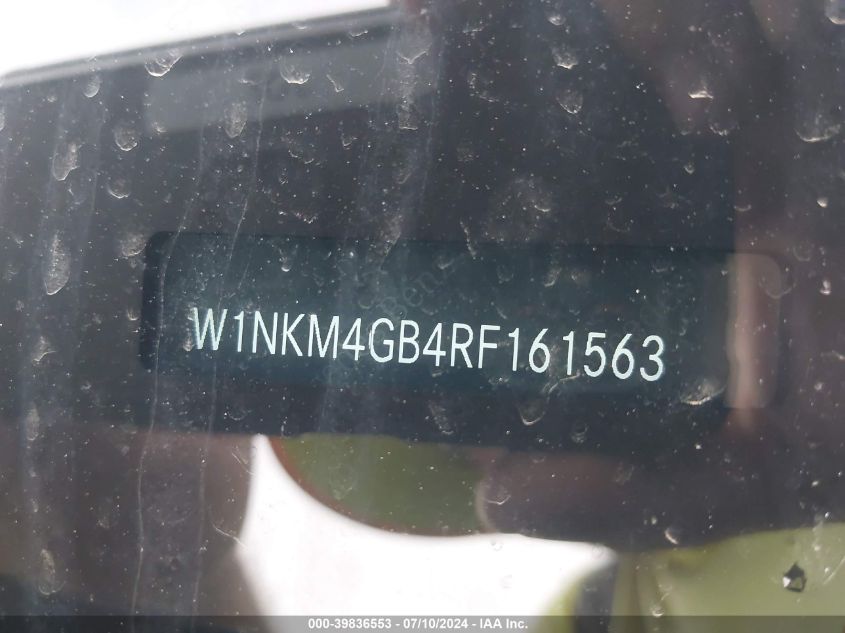 W1NKM4GB4RF161563
000-39836553 - 07/10/2024 - IAA Inc.